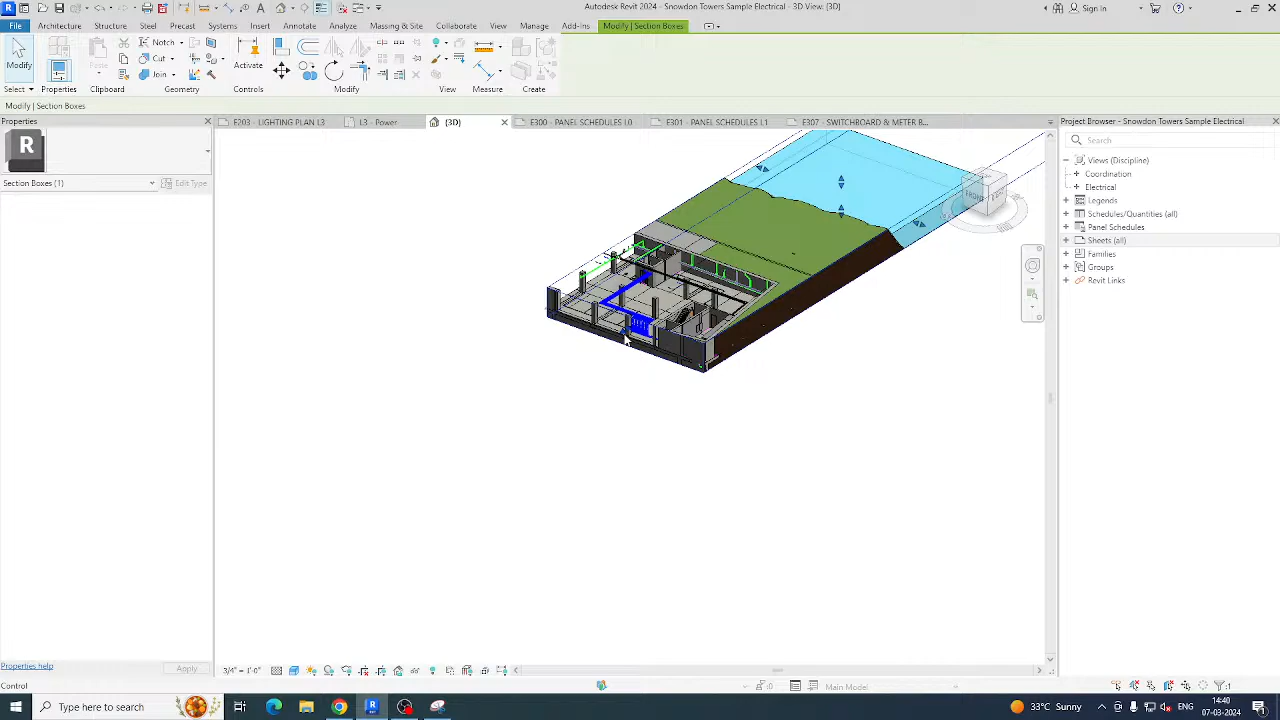 Autodesk Revit 2024 - Snowdon Towers Sample Electrical - 3D View: {3D}
Sign In
File Architecture Structure Steel Precast Systems Insert Annotate Analyze Massing & Site Collaborate View Manage Add-Ins Modify | Section Boxes
Modify
Paste
Notch
Cut
Join
Activate
Select Properties Clipboard Geometry Controls Modify View Measure Create
Modify | Section Boxes
Properties
E203 - LIGHTING PLAN L3
L3 - Power
{3D}
E300 - PANEL SCHEDULES L0
E301 - PANEL SCHEDULES L1
E307 - SWITCHBOARD & METER B...
Project Browser - Snowdon Towers Sample Electrical
R
Search
Section Boxes (1)
Edit Type
Views (Discipline)
Coordination
Electrical
Legends
Schedules/Quantities (all)
Panel Schedules
Sheets (all)
Families
Groups
Revit Links
FRONT
Properties help
Apply
3/4" = 1'-0"
Control
:0
Main Model
:1
Type here to search
33°C Sunny
ENG
14:40
07-03-2024